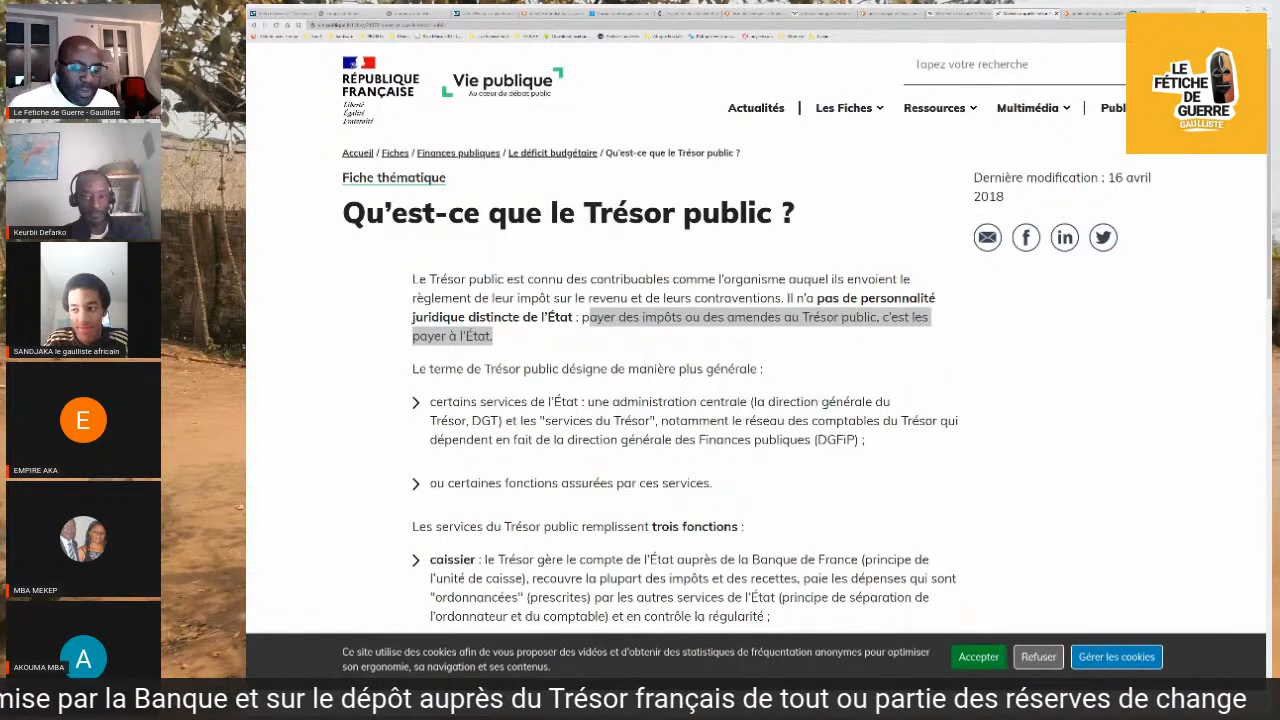 RÉPUBLIQUE
FRANÇAISE
Liberté
Égalité
Fraternité
Vie publique
Au cœur du débat public
Tapez votre recherche
Actualités
Les Fiches
Ressources
Multimédia
Publ
LE
FÉTICHE
DE
GUERRE
GAULLISTE
Le Fétiche de Guerre - Gaulliste
Accueil / Fiches / Finances publiques / Le déficit budgétaire / Qu'est-ce que le Trésor public ?
Fiche thématique
Dernière modification : 16 avril
2018
Qu'est-ce que le Trésor public ?
Keurbii Defarko
Le Trésor public est connu des contribuables comme l'organisme auquel ils envoient le
règlement de leur impôt sur le revenu et de leurs contraventions. Il n'a pas de personnalité
juridique distincte de l'État : payer des impôts ou des amendes au Trésor public, c'est les
payer à l'État.
SANDJAKA le gaulliste africain
Le terme de Trésor public désigne de manière plus générale :
certains services de l'État : une administration centrale (la direction générale du
Trésor, DGT) et les "services du Trésor", notamment le réseau des comptables du Trésor qui
dépendent en fait de la direction générale des Finances publiques (DGFiP) ;
E
EMPIRE AKA
ou certaines fonctions assurées par ces services.
Les services du Trésor public remplissent trois fonctions :
caissier : le Trésor gère le compte de l'État auprès de la Banque de France (principe de
l'unité de caisse), recouvre la plupart des impôts et des recettes, paie les dépenses qui sont
"ordonnancées" (prescrites) par les autres services de l'État (principe de séparation de
l'ordonnateur et du comptable) et en contrôle la régularité ;
MBA MEKEP
A
AKOUMA MBA
Ce site utilise des cookies afin de vous proposer des vidéos et d'obtenir des statistiques de fréquentation anonymes pour optimiser
son ergonomie, sa navigation et ses contenus.
Accepter
Refuser
Gérer les cookies
mise par la Banque et sur le dépôt auprès du Trésor français de tout ou partie des réserves de change